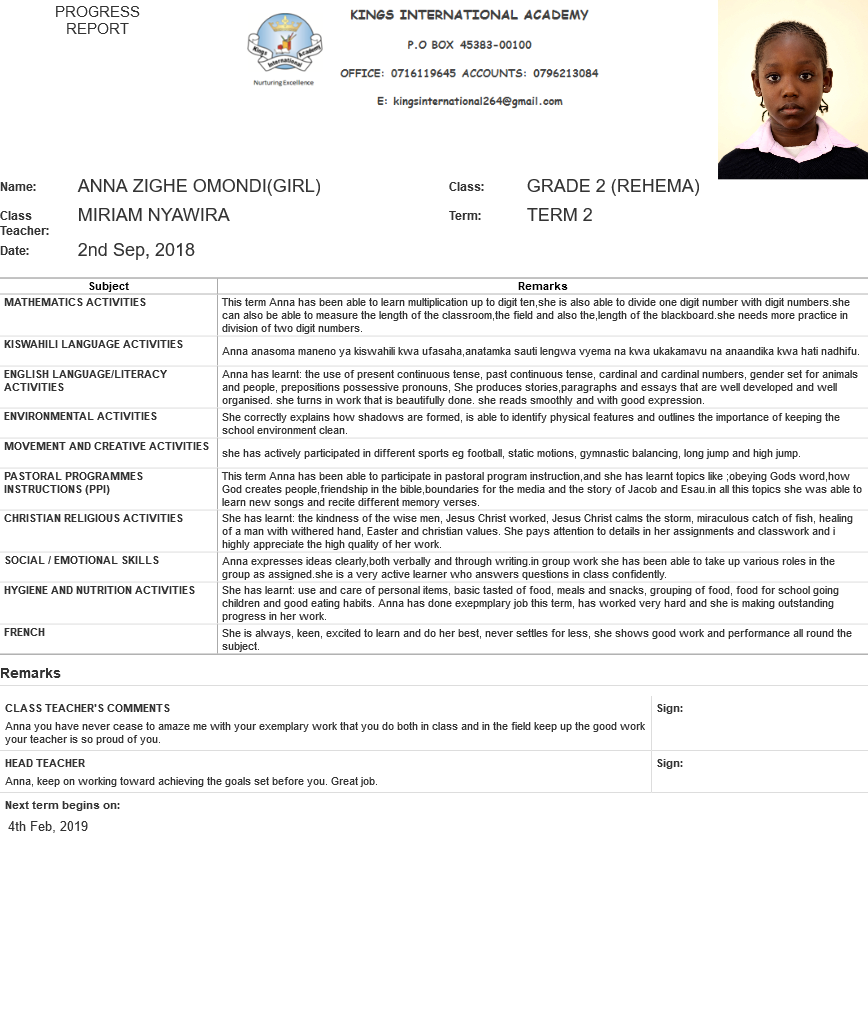 PROGRESS
REPORT
Kings Academy
International
Nurturing Excellence
KINGS INTERNATIONAL ACADEMY
P.O BOX 45383-00100
OFFICE: 0716119645 ACCOUNTS: 0796213084
E: kingsinternational264@gmail.com
Name: ANNA ZIGHE OMONDI(GIRL) Class: GRADE 2 (REHEMA)
Class Teacher: MIRIAM NYAWIRA Term: TERM 2
Date: 2nd Sep, 2018
Subject Remarks
MATHEMATICS ACTIVITIES This term Anna has been able to learn multiplication up to digit ten,she is also able to divide one digit number with digit numbers.she
can also be able to measure the length of the classroom,the field and also the,length of the blackboard.she needs more practice in
division of two digit numbers.
KISWAHILI LANGUAGE ACTIVITIES Anna anasoma maneno ya kiswahili kwa ufasaha,anatamka sauti lengwa vyema na kwa ukakamavu na anaandika kwa hati nadhifu.
ENGLISH LANGUAGE/LITERACY
ACTIVITIES
Anna has learnt: the use of present continuous tense, past continuous tense, cardinal and cardinal numbers, gender set for animals
and people, prepositions possessive pronouns, She produces stories,paragraphs and essays that are well developed and well
organised. she turns in work that is beautifully done. she reads smoothly and with good expression.
ENVIRONMENTAL ACTIVITIES She correctly explains how shadows are formed, is able to identify physical features and outlines the importance of keeping the
school environment clean.
MOVEMENT AND CREATIVE ACTIVITIES she has actively participated in different sports eg football, static motions, gymnastic balancing, long jump and high jump.
PASTORAL PROGRAMMES
INSTRUCTIONS (PPI)
This term Anna has been able to participate in pastoral program instruction,and she has learnt topics like ;obeying Gods word,how
God creates people,friendship in the bible,boundaries for the media and the story of Jacob and Esau.in all this topics she was able to
learn new songs and recite different memory verses.
CHRISTIAN RELIGIOUS ACTIVITIES She has learnt: the kindness of the wise men, Jesus Christ worked, Jesus Christ calms the storm, miraculous catch of fish, healing
of a man with withered hand, Easter and christian values. She pays attention to details in her assignments and classwork and i
highly appreciate the high quality of her work.
SOCIAL / EMOTIONAL SKILLS Anna expresses ideas clearly,both verbally and through writing.in group work she has been able to take up various roles in the
group as assigned.she is a very active learner who answers questions in class confidently.
HYGIENE AND NUTRITION ACTIVITIES She has learnt: use and care of personal items, basic tasted of food, meals and snacks, grouping of food, food for school going
children and good eating habits. Anna has done exepmplary job this term, has worked very hard and she is making outstanding
progress in her work.
FRENCH She is always, keen, excited to learn and do her best, never settles for less, she shows good work and performance all round the
subject.
Remarks
CLASS TEACHER'S COMMENTS Sign:
Anna you have never cease to amaze me with your exemplary work that you do both in class and in the field keep up the good work
your teacher is so proud of you.
HEAD TEACHER Sign:
Anna, keep on working toward achieving the goals set before you. Great job.
Next term begins on:
4th Feb, 2019